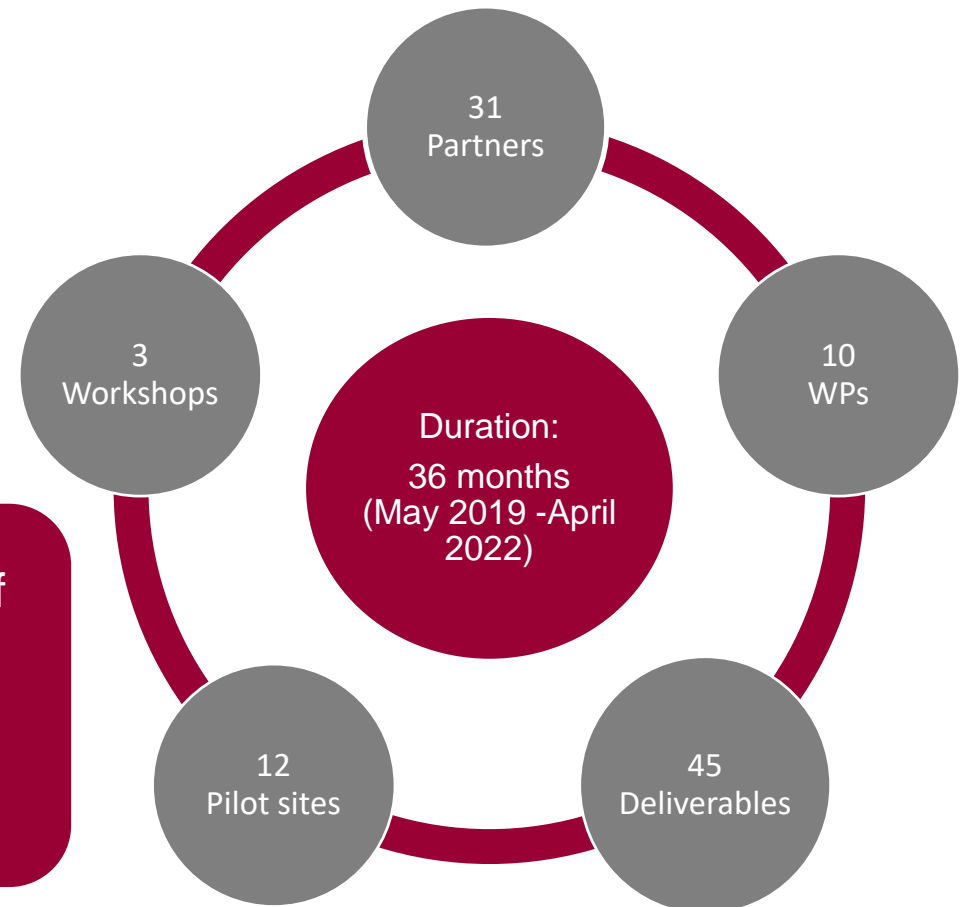 31
Partners
10
WPs
3
Workshops
Duration:
36 months
(May 2019 -April
2022)
f
12
Pilot sites
45
Deliverables